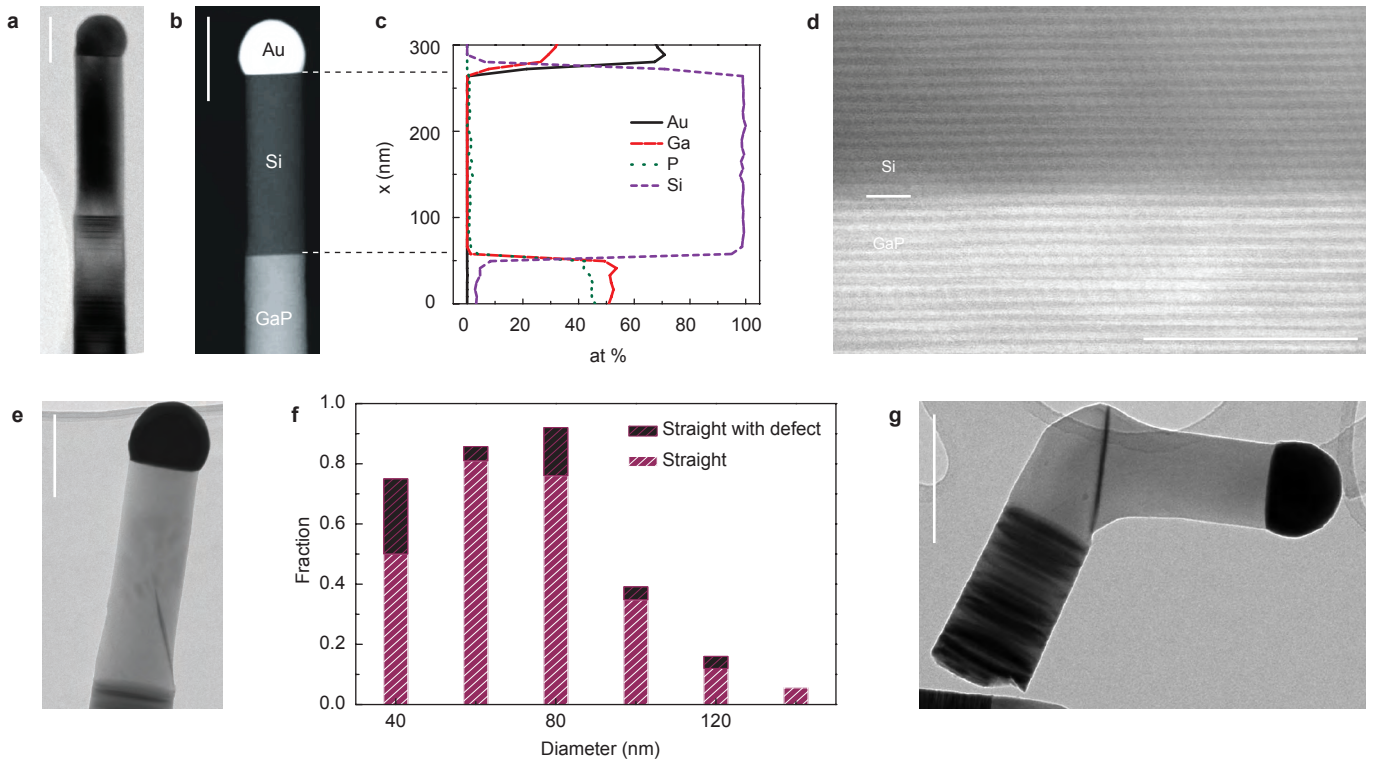 a
b
Au
Si
GaP
c
300
200
100
0
x (nm)
Au
Ga
P
Si
0 20 40 60 80 100
at %
d
Si
GaP
e
f
1.0
0.8
0.6
0.4
0.2
0.0
Fraction
Straight with defect
Straight
40 80 120
Diameter (nm)
g